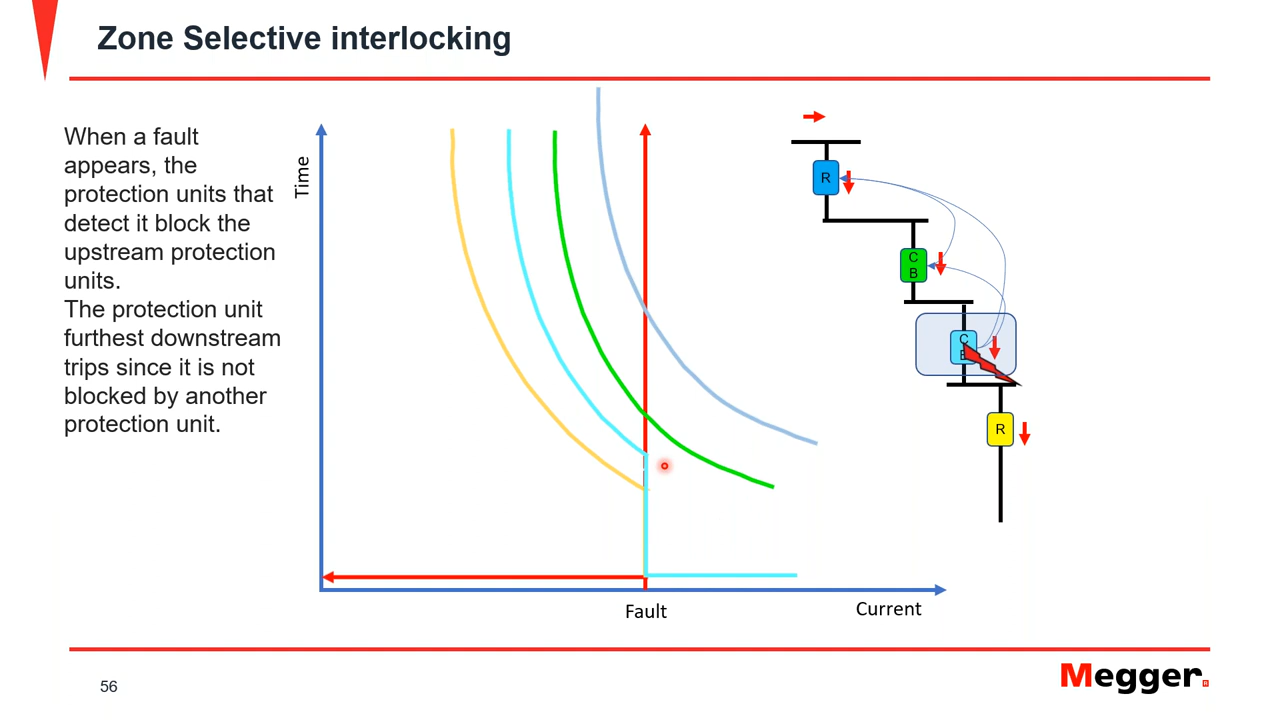 Zone Selective interlocking
When a fault
appears, the
protection units that
detect it block the
upstream protection
units.
The protection unit
furthest downstream
trips since it is not
blocked by another
protection unit.
Time
Fault
Current
R
C
B
C
B
R
56
Megger